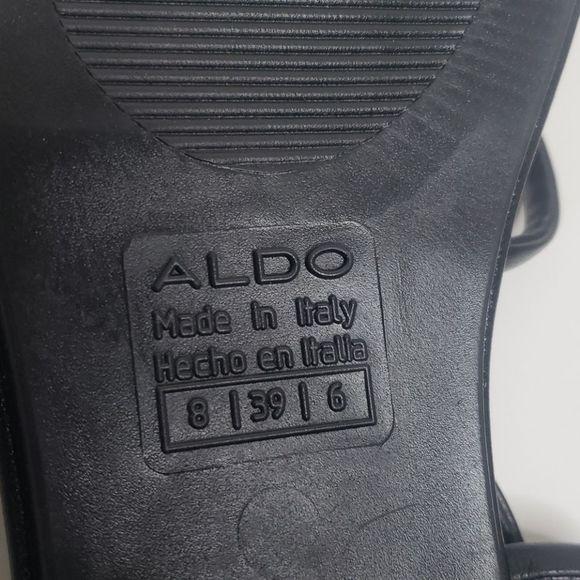 ALDO
Made in Italy
Hecho en Italia
8 | 39 | 6